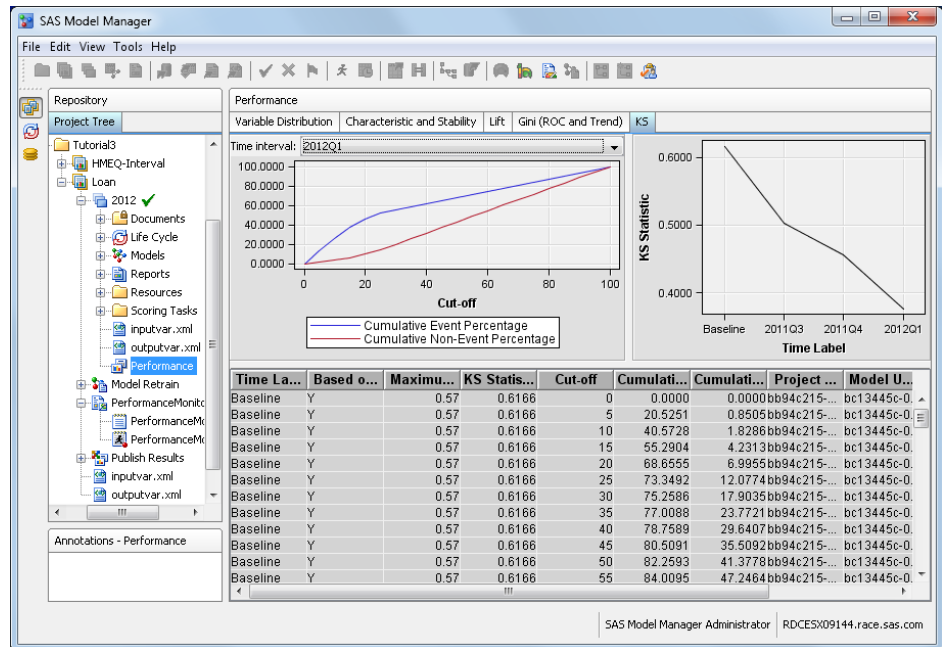 SAS Model Manager
File Edit View Tools Help
Repository
Project Tree
Tutorial3
HMEQ-Interval
Loan
2012
Documents
Life Cycle
Models
Reports
Resources
Scoring Tasks
inputvar.xml
outputvar.xml
Performance
Model Retrain
PerformanceMonitc
PerformanceMc
PerformanceMc
Publish Results
inputvar.xml
outputvar.xml
Annotations - Performance
Performance
Variable Distribution Characteristic and Stability Lift Gini (ROC and Trend) KS
Time interval: 2012Q1
100.0000
80.0000
60.0000
40.0000
20.0000
0.0000
0 20 40 60 80 100
Cut-off
Cumulative Event Percentage
Cumulative Non-Event Percentage
KS Statistic
0.6000
0.5000
0.4000
Baseline 2011Q3 2011Q4 2012Q1
Time Label
Time La... Based o... Maximu... KS Statis... Cut-off Cumulati... Cumulati... Project ... Model U...
Baseline Y 0.57 0.6166 0 0.0000 0.0000 bb94c215-... bc13445c-0.
Baseline Y 0.57 0.6166 5 20.5251 0.8505 bb94c215-... bc13445c-0.
Baseline Y 0.57 0.6166 10 40.5728 1.8286 bb94c215-... bc13445c-0.
Baseline Y 0.57 0.6166 15 55.2904 4.2313 bb94c215-... bc13445c-0.
Baseline Y 0.57 0.6166 20 68.6555 6.9955 bb94c215-... bc13445c-0.
Baseline Y 0.57 0.6166 25 73.3492 12.0774 bb94c215-... bc13445c-0.
Baseline Y 0.57 0.6166 30 75.2586 17.9035 bb94c215-... bc13445c-0.
Baseline Y 0.57 0.6166 35 77.0088 23.7721 bb94c215-... bc13445c-0.
Baseline Y 0.57 0.6166 40 78.7589 29.6407 bb94c215-... bc13445c-0.
Baseline Y 0.57 0.6166 45 80.5091 35.5092 bb94c215-... bc13445c-0.
Baseline Y 0.57 0.6166 50 82.2593 41.3778 bb94c215-... bc13445c-0.
Baseline Y 0.57 0.6166 55 84.0095 47.2464 bb94c215-... bc13445c-0.
SAS Model Manager Administrator RDCESX09144.race.sas.com